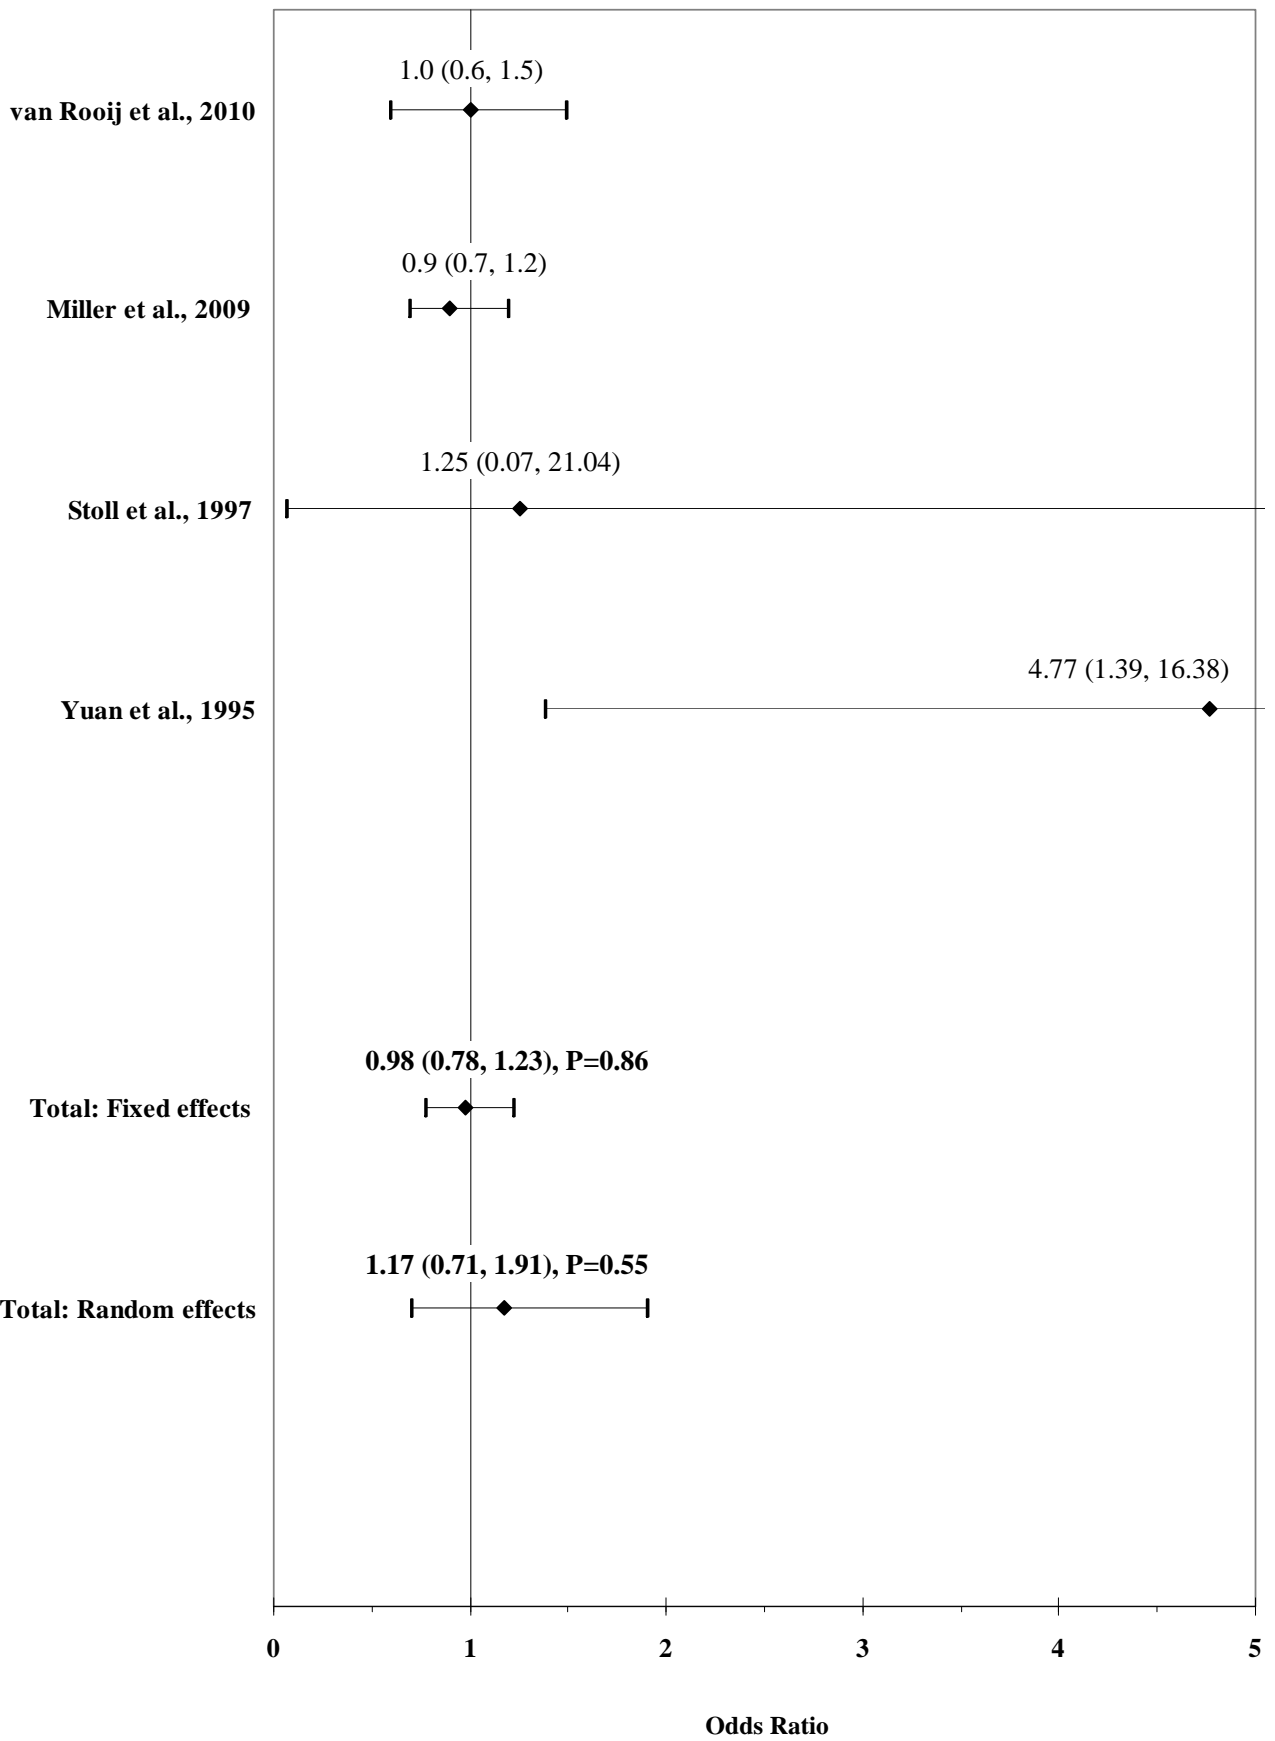 1.0 (0.6, 1.5)
van Rooij et al., 2010
0.9 (0.7, 1.2)
Miller et al., 2009
1.25 (0.07, 21.04)
Stoll et al., 1997
4.77 (1.39, 16.38)
Yuan et al., 1995
0.98 (0.78, 1.23), P=0.86
Total: Fixed effects
1.17 (0.71, 1.91), P=0.55
Total: Random effects
0 1 2 3 4 5
Odds Ratio